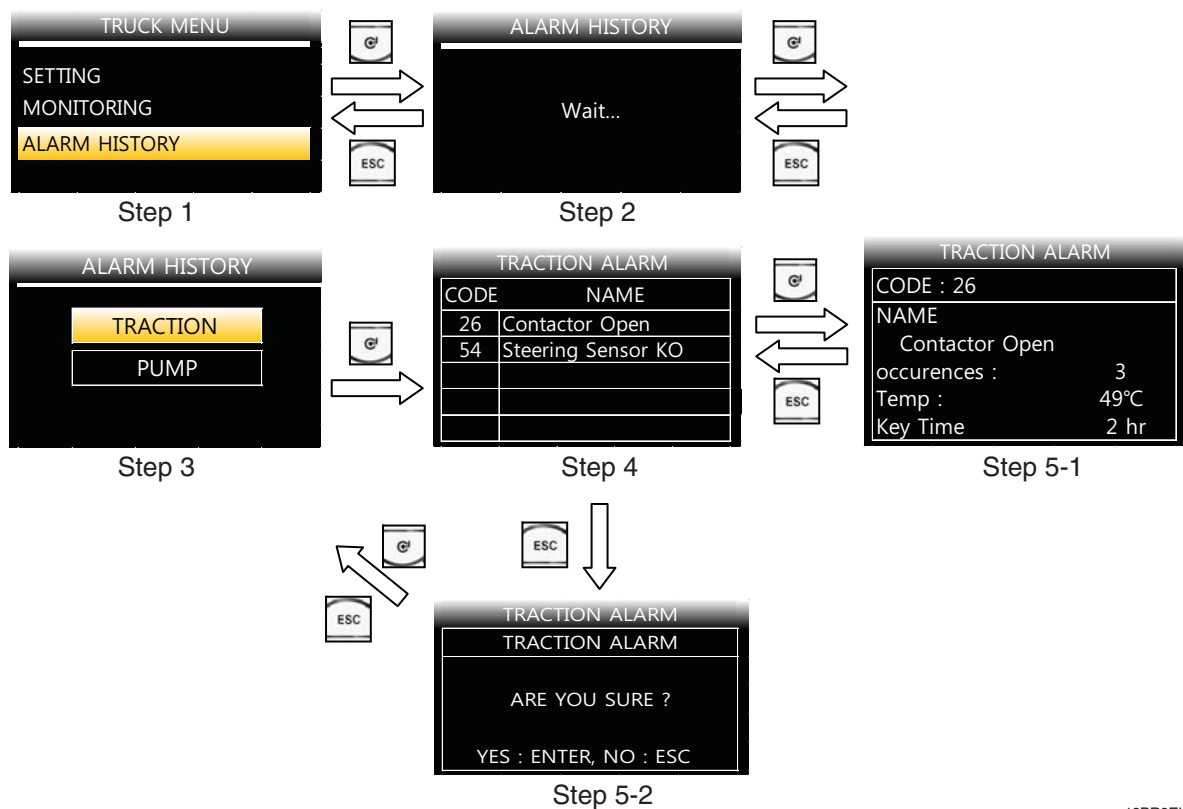 TRUCK MENU
SETTING
MONITORING
ALARM HISTORY
ESC
Step 1
ALARM HISTORY
Wait...
ESC
Step 2
ALARM HISTORY
TRACTION
PUMP
Step 3
TRACTION ALARM
CODE NAME
26 Contactor Open
54 Steering Sensor KO
ESC
Step 4
TRACTION ALARM
CODE : 26
NAME
Contactor Open
occurences : 3
Temp : 49℃
Key Time 2 hr
Step 5-1
ESC
ESC
TRACTION ALARM
TRACTION ALARM
ARE YOU SURE ?
YES : ENTER, NO : ESC
Step 5-2